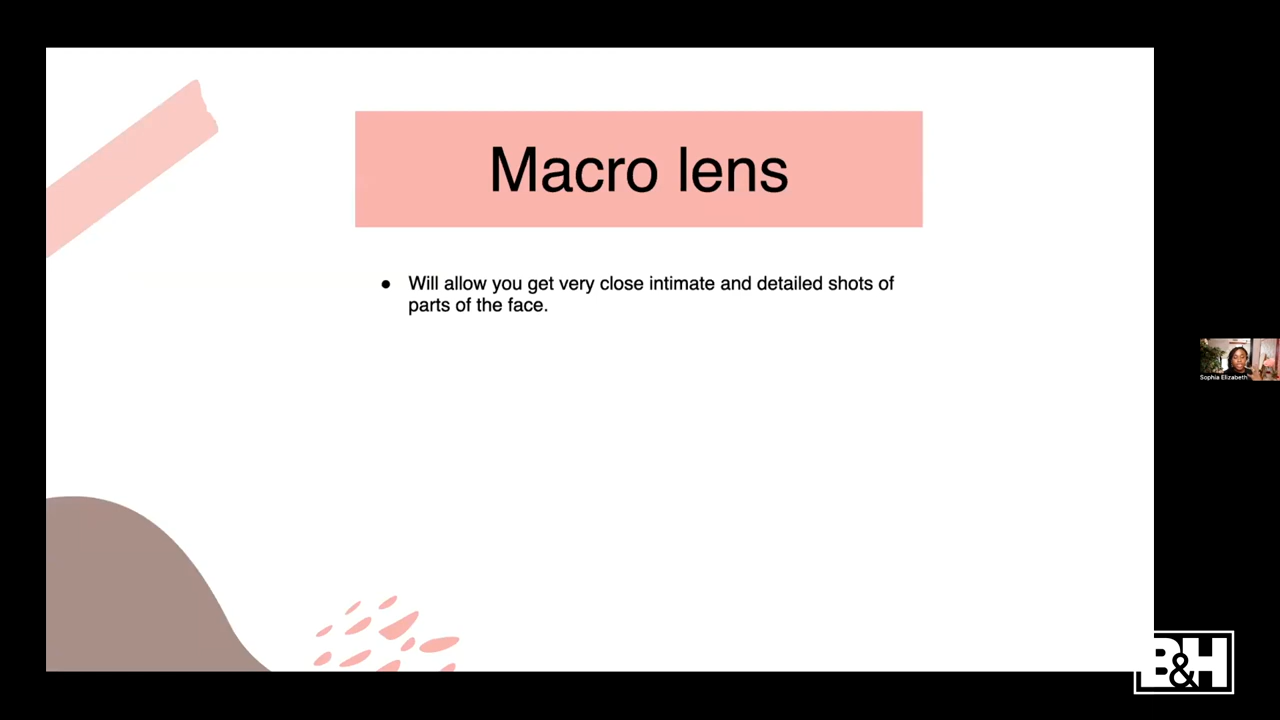 Macro lens
● Will allow you get very close intimate and detailed shots of
parts of the face.
Sophia Elizabeth
B&H